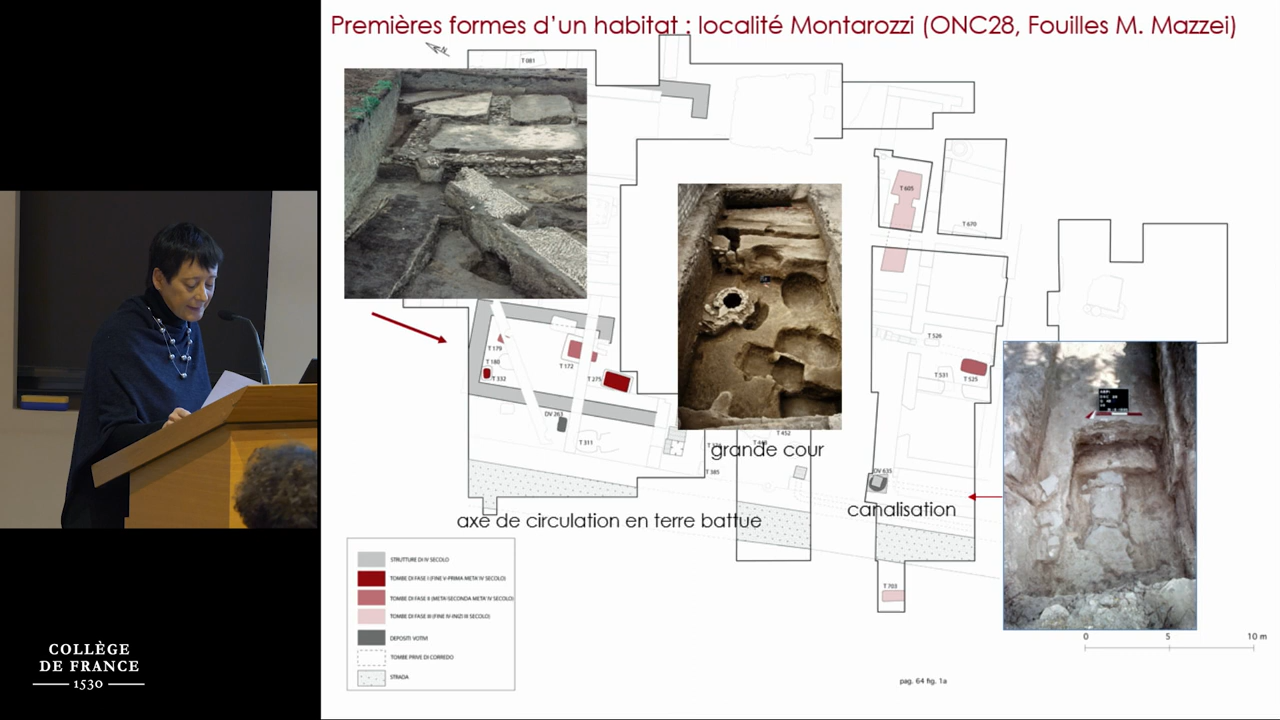 Premières formes d'un habitat : localité Montarozzi (ONC28, Fouilles M. Mazzei)
N
T 081
T 605
T 670
T 179
T 180
T 332
T 172
T 275
T 526
T 531
T 525
DV 261
T 311
T 452
T 385
grande cour
DV 635
canalisation
axe de circulation en terre battue
STRUTTURE DI IV SECOLO
TOMBE DI FASE I (FINE V-PRIMA META' IV SECOLO)
TOMBE DI FASE II (META'-SECONDA META' IV SECOLO)
TOMBE DI FASE III (FINE IV-INIZI III SECOLO)
DEPOSITI VOTIVI
TOMBE PRIVE DI CORREDO
STRADA
T 703
0 5 10 m
pag. 64 fig. 1a
COLLÈGE
DE FRANCE
1530